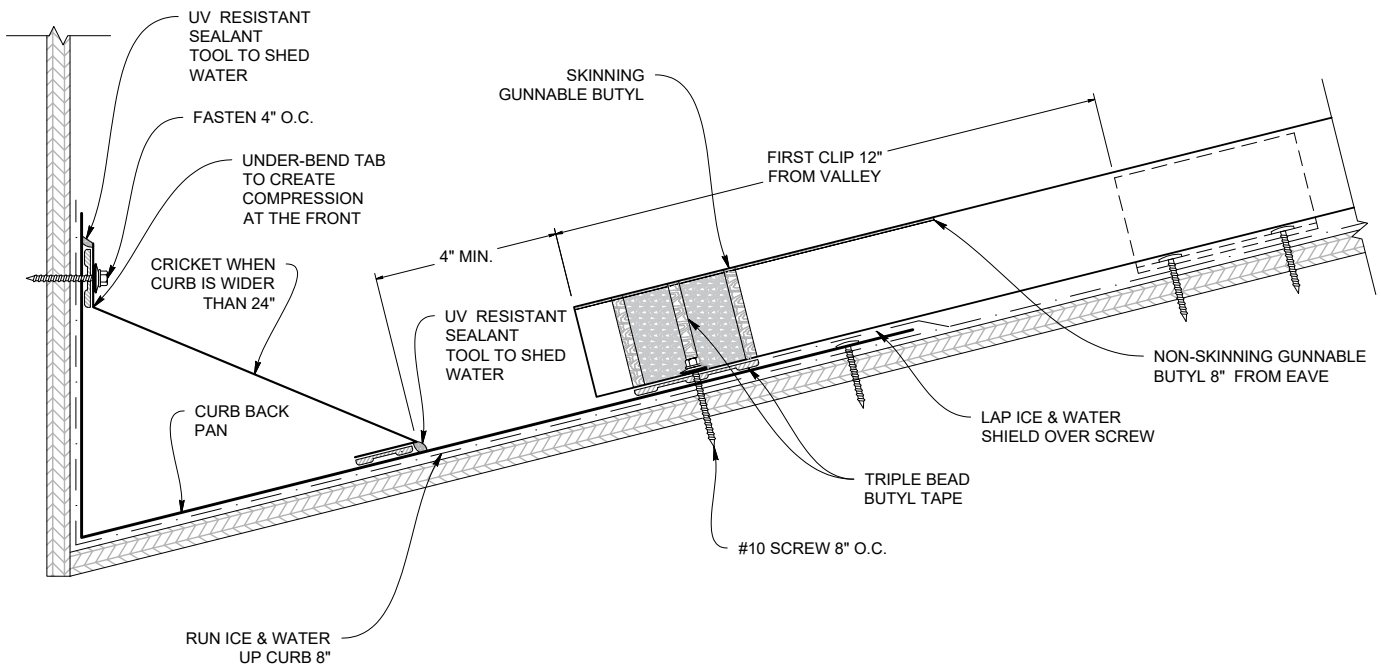 UV RESISTANT
SEALANT
TOOL TO SHED
WATER
FASTEN 4" O.C.
UNDER-BEND TAB
TO CREATE
COMPRESSION
AT THE FRONT
CRICKET WHEN
CURB IS WIDER
THAN 24"
CURB BACK
PAN
RUN ICE & WATER
UP CURB 8"
4" MIN.
UV RESISTANT
SEALANT
TOOL TO SHED
WATER
SKINNING
GUNNABLE BUTYL
FIRST CLIP 12"
FROM VALLEY
NON-SKINNING GUNNABLE
BUTYL 8" FROM EAVE
LAP ICE & WATER
SHIELD OVER SCREW
TRIPLE BEAD
BUTYL TAPE
#10 SCREW 8" O.C.